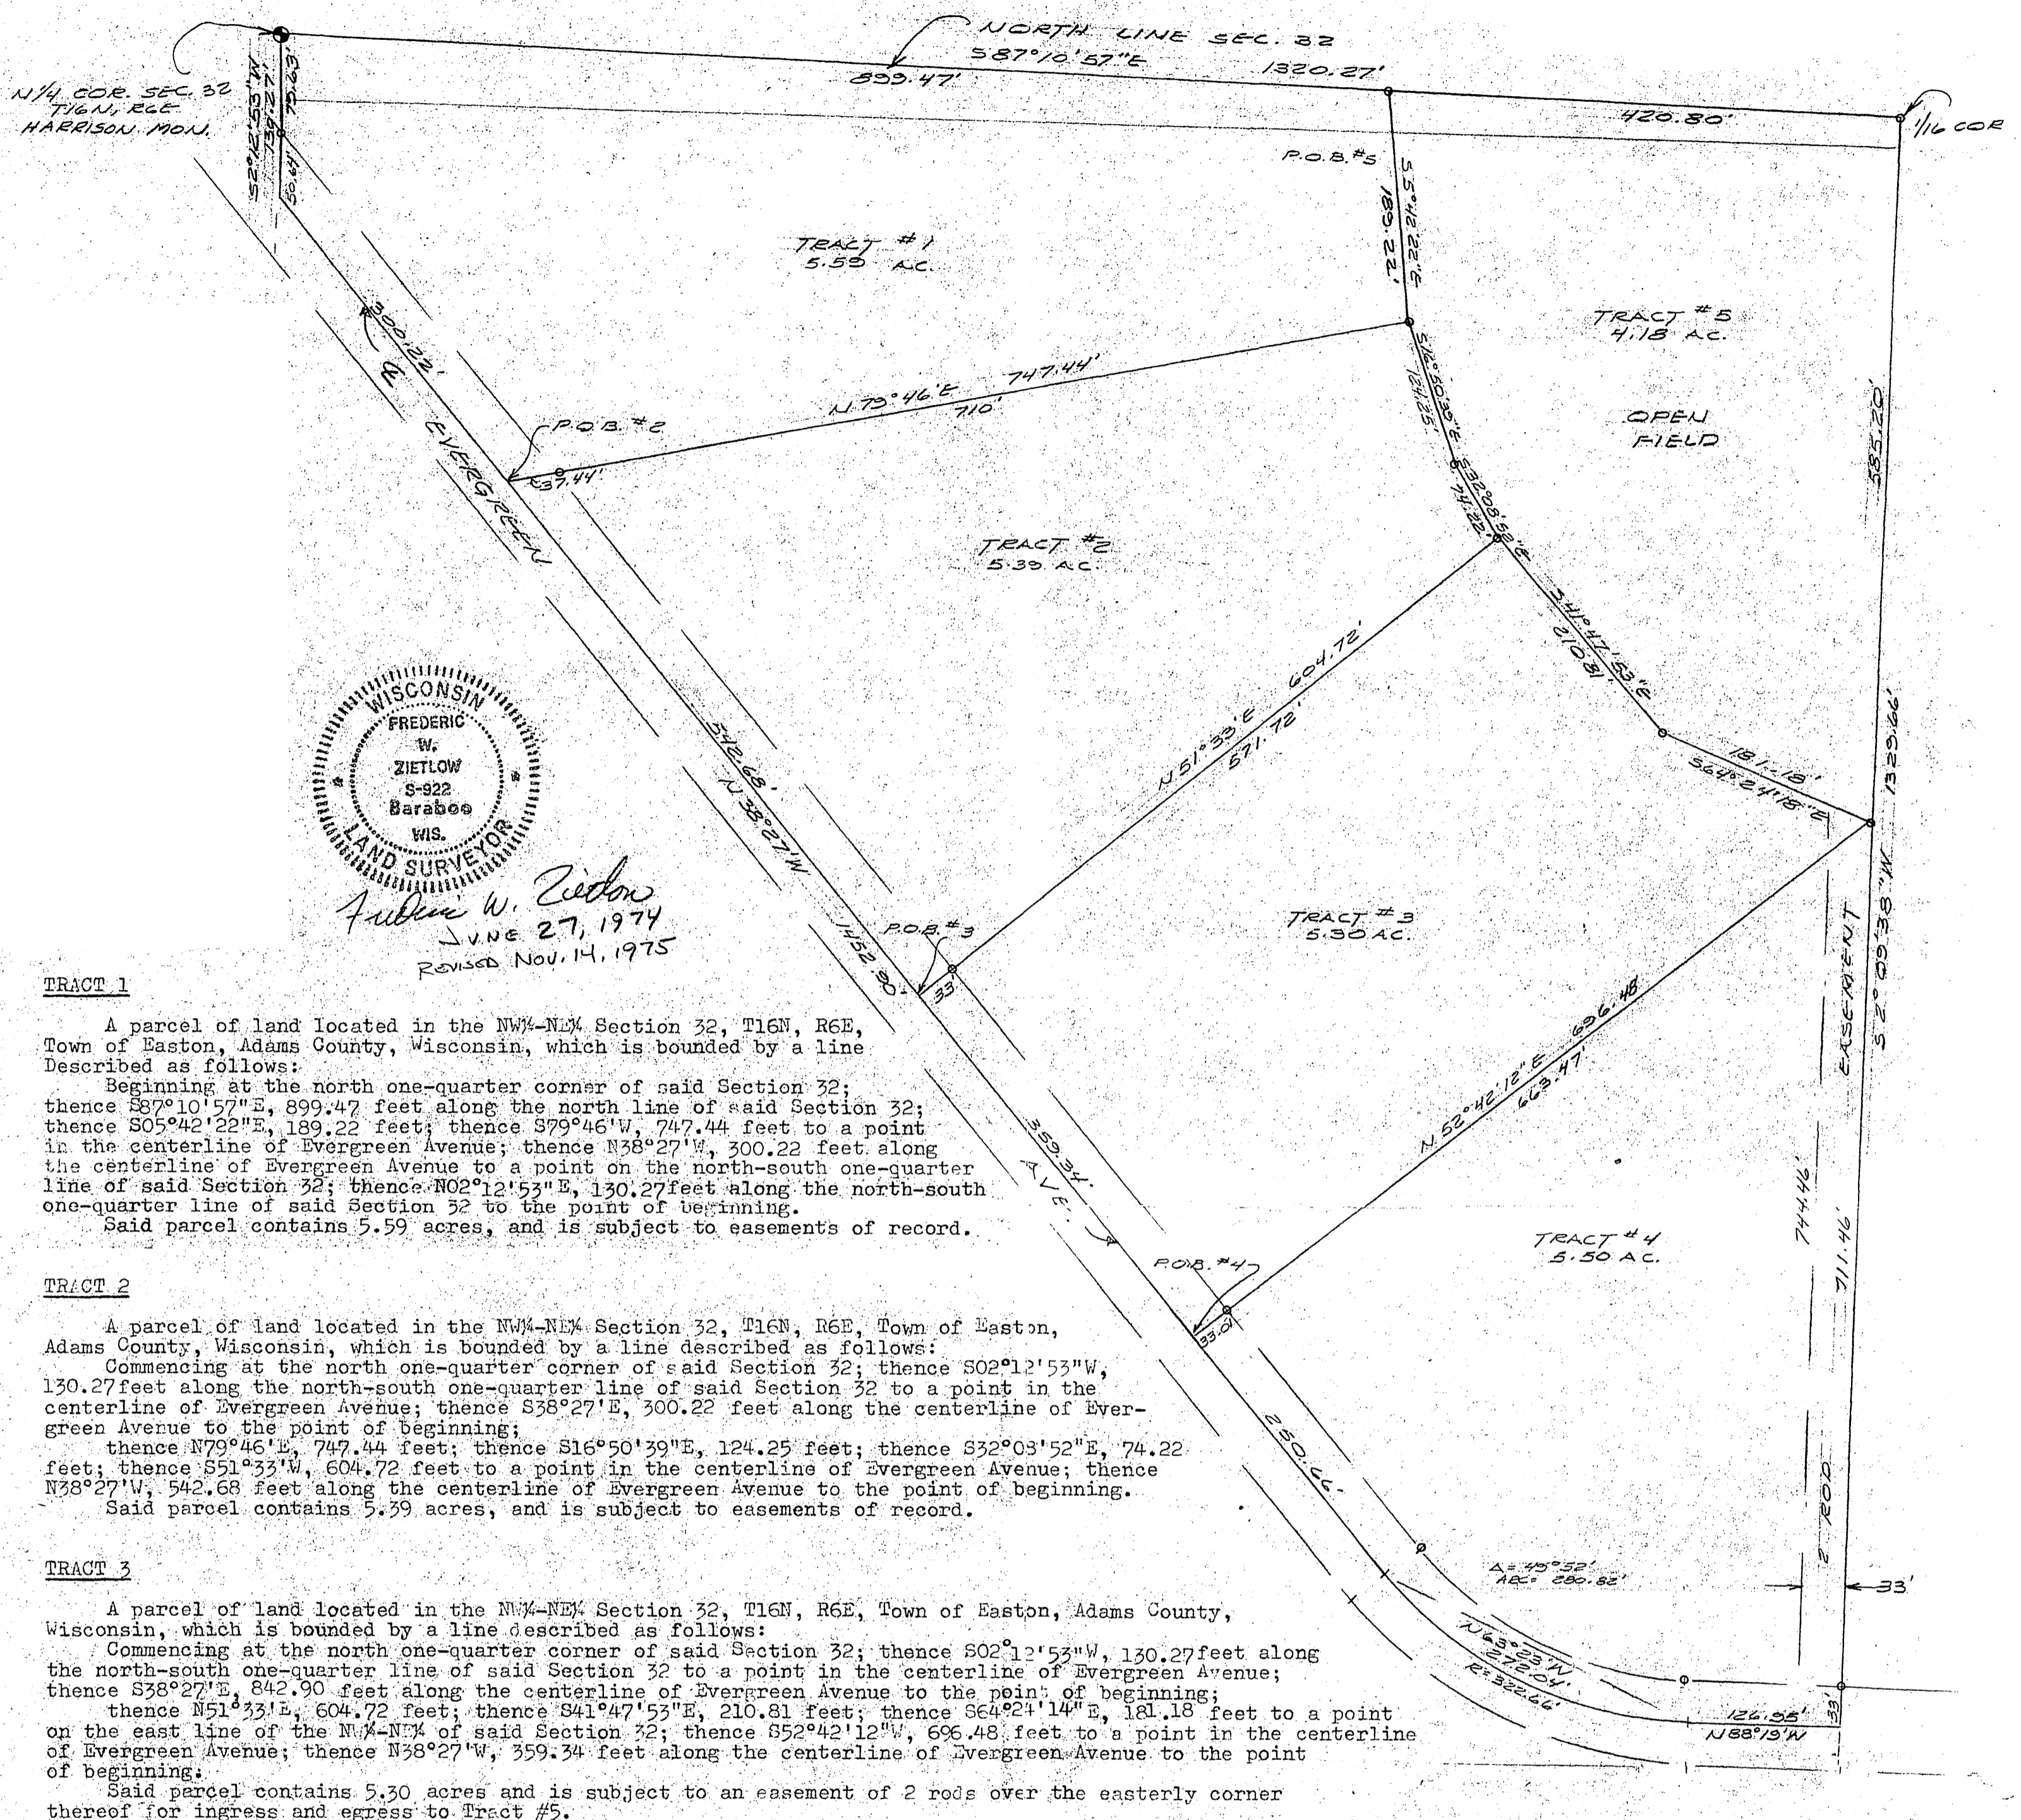 NORTH LINE SEC. 32
S87°10'57"E
899.47' 1320.27'
420.80'
1/16 COR
N1/4 COR. SEC. 32
T16N, R6E
HARRISON MON.
S2°12'53"W
79.63'
50.64'
P.O.B. #5
S5°42'22"E
189.22'
TRACT #1
5.59 AC.
TRACT #5
4.18 AC.
OPEN
FIELD
585.20'
300.22'
℄ EVERGREEN
N79°46'E 747.44'
710'
P.O.B. #2
37.44'
S16°50'39"E
124.25'
S32°08'52"E
74.22'
TRACT #2
5.39 AC.
S41°47'53"E
210.81'
N51°33'E 604.72'
571.72'
181.18'
1329.66'
S2°09'38"W
WISCONSIN
FREDERIC
W.
ZIETLOW
S-922
Baraboo
WIS.
LAND SURVEYOR
Frederic W. Zietlow
JUNE 27, 1974
REVISED NOV. 14, 1975
542.68'
N38°27'W
1452.90
P.O.B. #3
33'
TRACT #3
5.30 AC.
EASEMENT
N52°42'12"E 696.48
663.47'
359.34'
AVE.
P.O.B. #4
33.01'
TRACT #4
5.50 AC.
744.46'
711.46'
250.66'
2 ROD
33'
Δ=49°52'
ARC= 280.82'
N63°23'W
272.04'
R=322.66'
126.95'
N88°19'W
33'
TRACT 1
A parcel of land located in the NW¼-NE¼ Section 32, T16N, R6E,
Town of Easton, Adams County, Wisconsin, which is bounded by a line
Described as follows:
Beginning at the north one-quarter corner of said Section 32;
thence S87°10'57"E, 899.47 feet along the north line of said Section 32;
thence S05°42'22"E, 189.22 feet; thence S79°46'W, 747.44 feet to a point
in the centerline of Evergreen Avenue; thence N38°27'W, 300.22 feet along
the centerline of Evergreen Avenue to a point on the north-south one-quarter
line of said Section 32; thence N02°12'53"E, 130.27feet along the north-south
one-quarter line of said Section 32 to the point of beginning.
Said parcel contains 5.59 acres, and is subject to easements of record.
TRACT 2
A parcel of land located in the NW¼-NE¼ Section 32, T16N, R6E, Town of Easton,
Adams County, Wisconsin, which is bounded by a line described as follows:
Commencing at the north one-quarter corner of said Section 32; thence S02°12'53"W,
130.27feet along the north-south one-quarter line of said Section 32 to a point in the
centerline of Evergreen Avenue; thence S38°27'E, 300.22 feet along the centerline of Ever-
green Avenue to the point of beginning;
thence N79°46'E, 747.44 feet; thence S16°50'39"E, 124.25 feet; thence S32°08'52"E, 74.22
feet; thence S51°33'W, 604.72 feet to a point in the centerline of Evergreen Avenue; thence
N38°27'W, 542.68 feet along the centerline of Evergreen Avenue to the point of beginning.
Said parcel contains 5.39 acres, and is subject to easements of record.
TRACT 3
A parcel of land located in the NW¼-NE¼ Section 32, T16N, R6E, Town of Easton, Adams County,
Wisconsin, which is bounded by a line described as follows:
Commencing at the north one-quarter corner of said Section 32; thence S02°12'53"W, 130.27feet along
the north-south one-quarter line of said Section 32 to a point in the centerline of Evergreen Avenue;
thence S38°27'E, 842.90 feet along the centerline of Evergreen Avenue to the point of beginning;
thence N51°33'E, 604.72 feet; thence S41°47'53"E, 210.81 feet; thence S64°24'14"E, 181.18 feet to a point
on the east line of the NW¼-NE¼ of said Section 32; thence S52°42'12"W, 696.48 feet to a point in the centerline
of Evergreen Avenue; thence N38°27'W, 359.34 feet along the centerline of Evergreen Avenue to the point
of beginning.
Said parcel contains 5.30 acres and is subject to an easement of 2 rods over the easterly corner
thereof for ingress and egress to Tract #5.